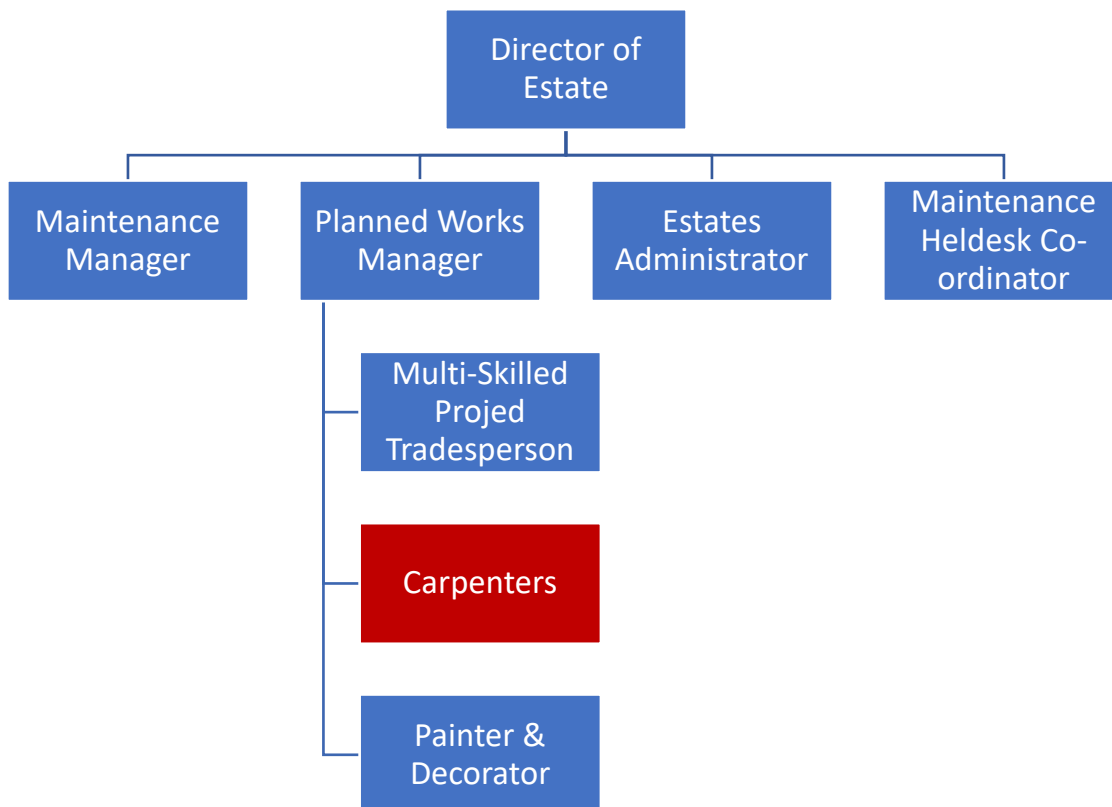 Director of
Estate
Maintenance
Manager
Planned Works
Manager
Estates
Administrator
Maintenance
Heldesk Co-
ordinator
Multi-Skilled
Projed
Tradesperson
Carpenters
Painter &
Decorator